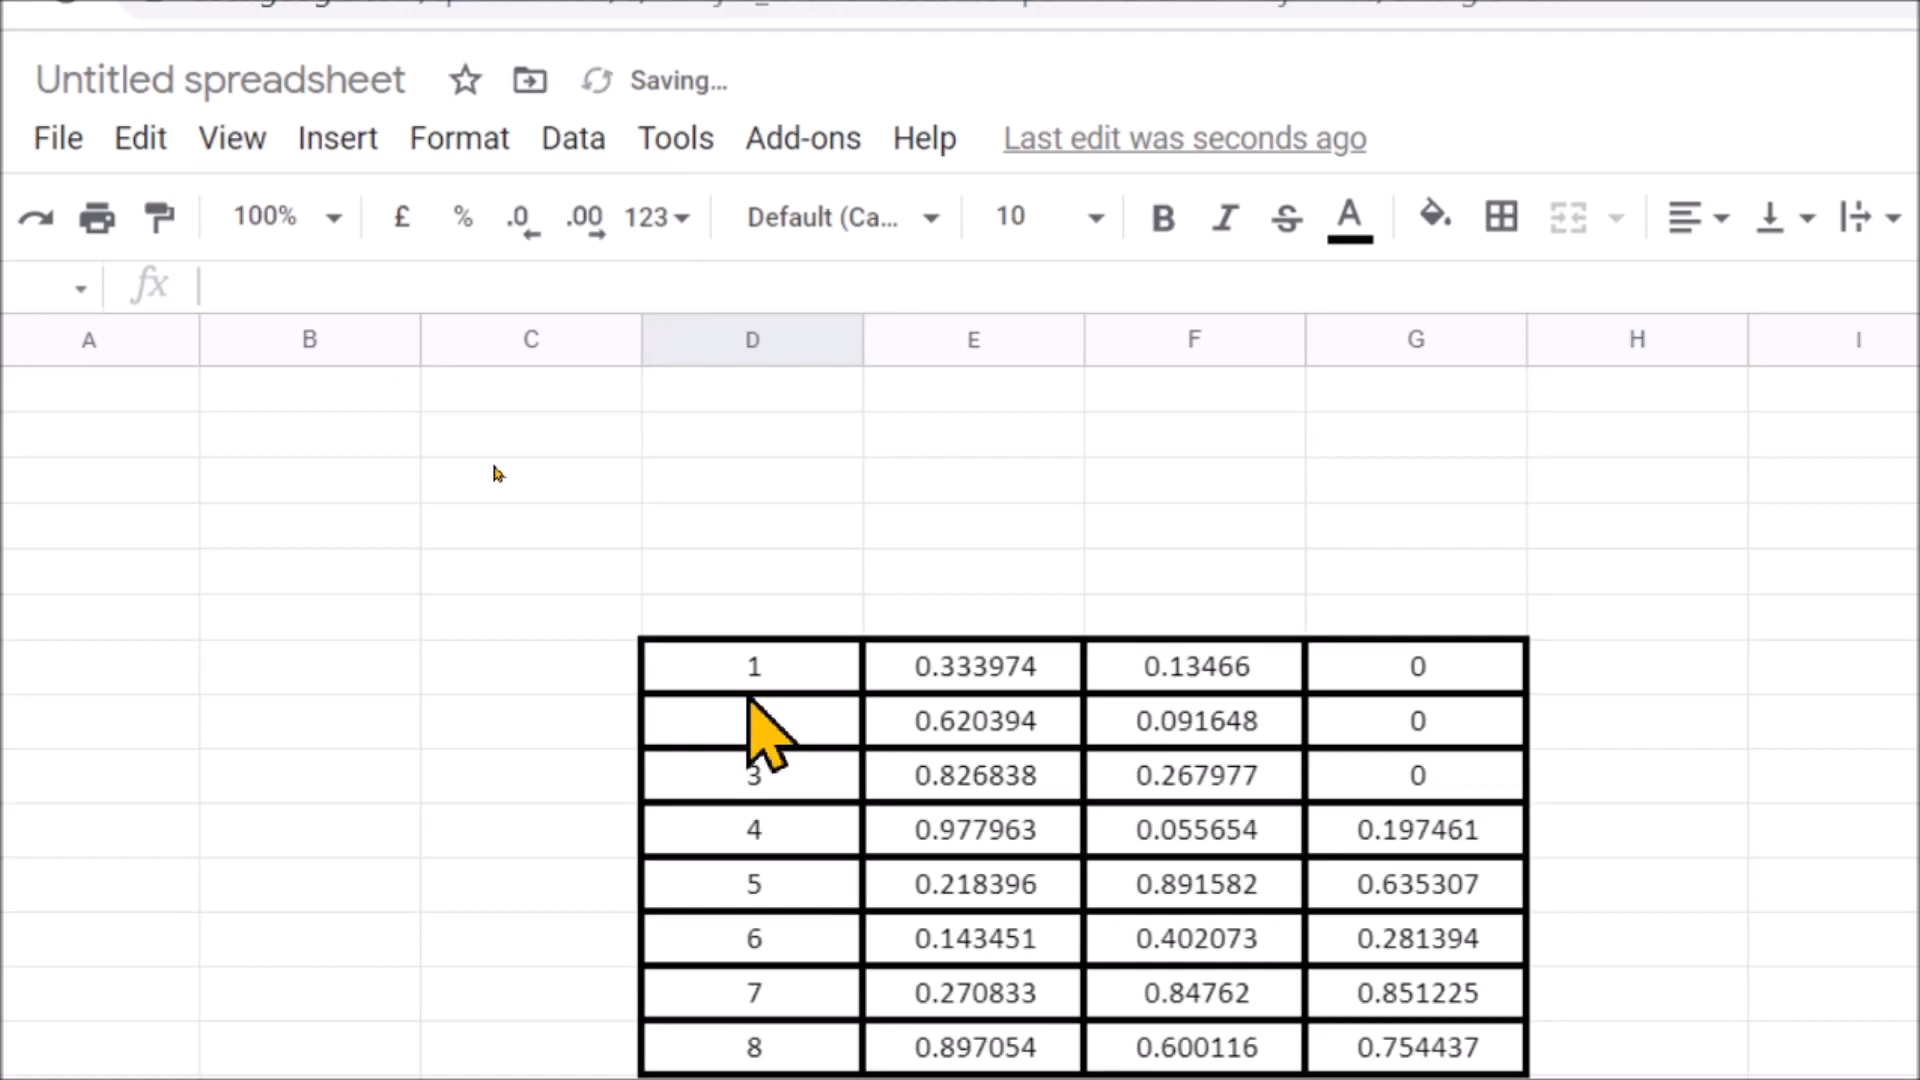 Untitled spreadsheet Saving...
File Edit View Insert Format Data Tools Add-ons Help Last edit was seconds ago
100% £ % .0 .00 123 Default (Ca... 10 B I S A
fx
A B C D E F G H I
1 0.333974 0.13466 0
0.620394 0.091648 0
3 0.826838 0.267977 0
4 0.977963 0.055654 0.197461
5 0.218396 0.891582 0.635307
6 0.143451 0.402073 0.281394
7 0.270833 0.84762 0.851225
8 0.897054 0.600116 0.754437